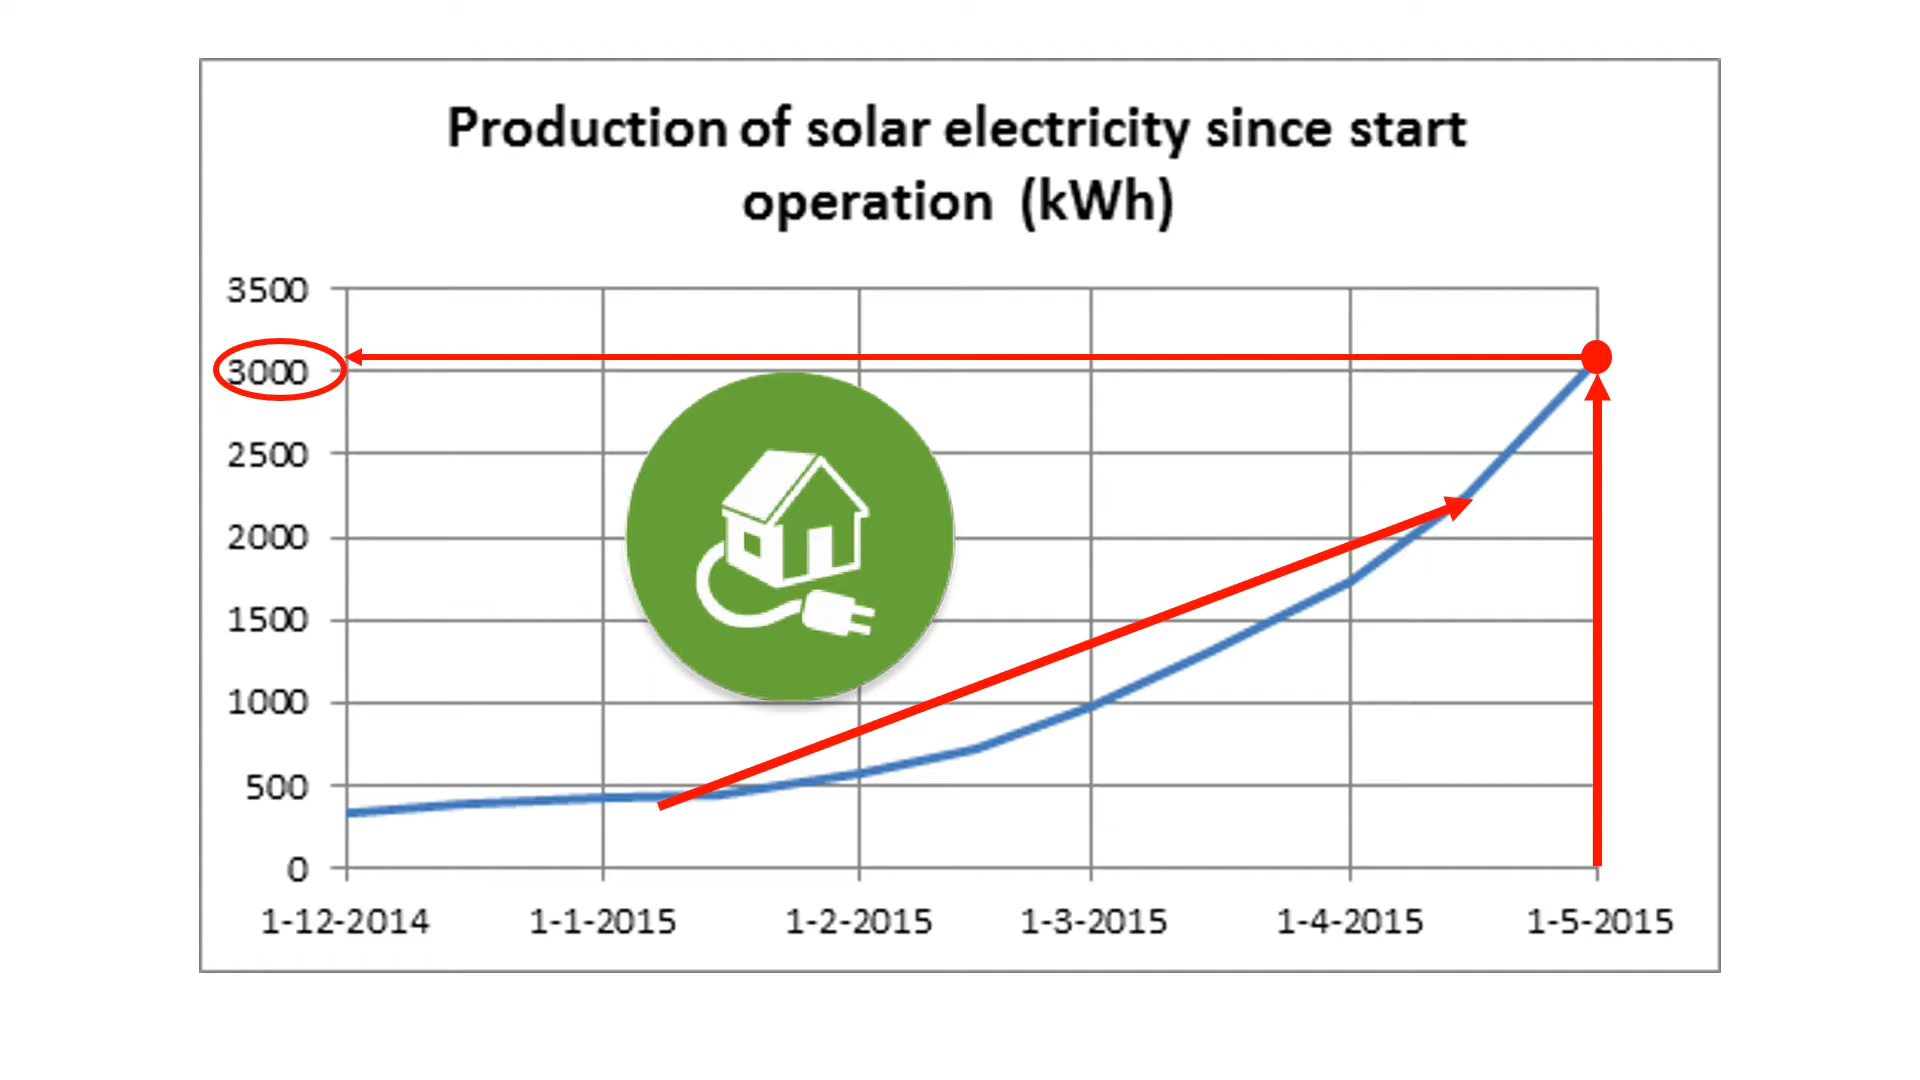 Production of solar electricity since start
operation (kWh)
3500
3000
2500
2000
1500
1000
500
0
1-12-2014 1-1-2015 1-2-2015 1-3-2015 1-4-2015 1-5-2015